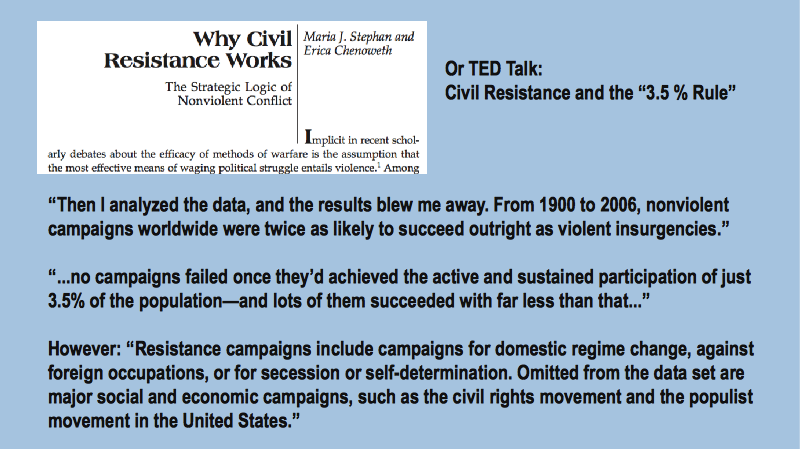 Why Civil
Resistance Works
The Strategic Logic of
Nonviolent Conflict
Maria J. Stephan and
Erica Chenoweth
Implicit in recent schol-
arly debates about the efficacy of methods of warfare is the assumption that
the most effective means of waging political struggle entails violence.¹ Among
Or TED Talk:
Civil Resistance and the “3.5 % Rule”
“Then I analyzed the data, and the results blew me away. From 1900 to 2006, nonviolent
campaigns worldwide were twice as likely to succeed outright as violent insurgencies.”
“...no campaigns failed once they’d achieved the active and sustained participation of just
3.5% of the population—and lots of them succeeded with far less than that...”
However: “Resistance campaigns include campaigns for domestic regime change, against
foreign occupations, or for secession or self-determination. Omitted from the data set are
major social and economic campaigns, such as the civil rights movement and the populist
movement in the United States.”